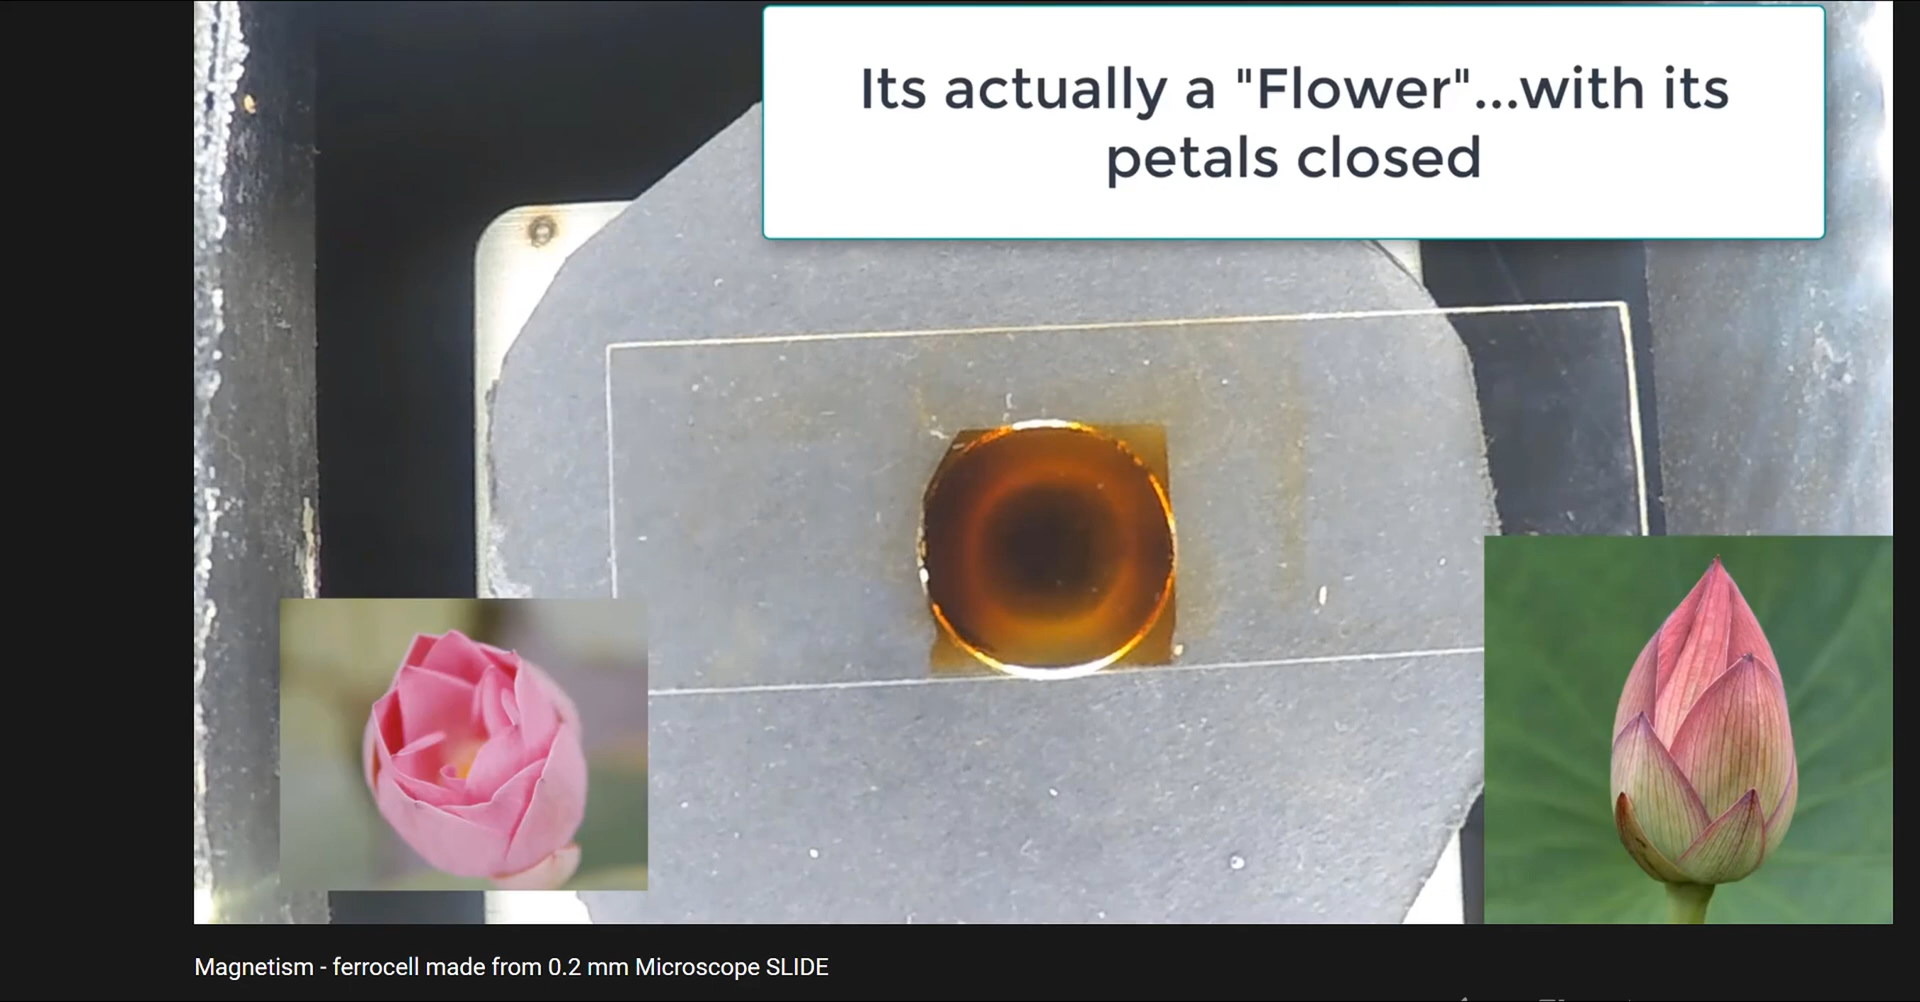 Its actually a "Flower"...with its
petals closed
Magnetism - ferrocell made from 0.2 mm Microscope SLIDE